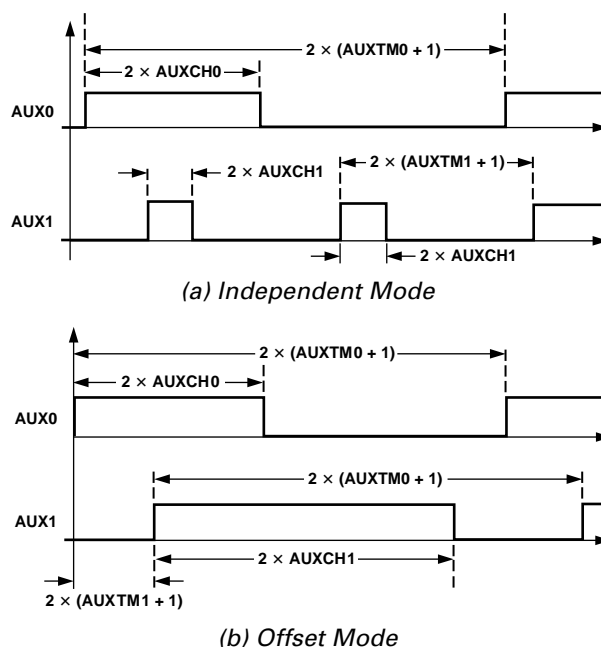 2 × (AUXTM0 + 1)
2 × AUXCH0
AUX0
2 × (AUXTM1 + 1)
2 × AUXCH1
AUX1
2 × AUXCH1
(a) Independent Mode
2 × (AUXTM0 + 1)
2 × AUXCH0
AUX0
2 × (AUXTM0 + 1)
AUX1
2 × AUXCH1
2 × (AUXTM1 + 1)
(b) Offset Mode